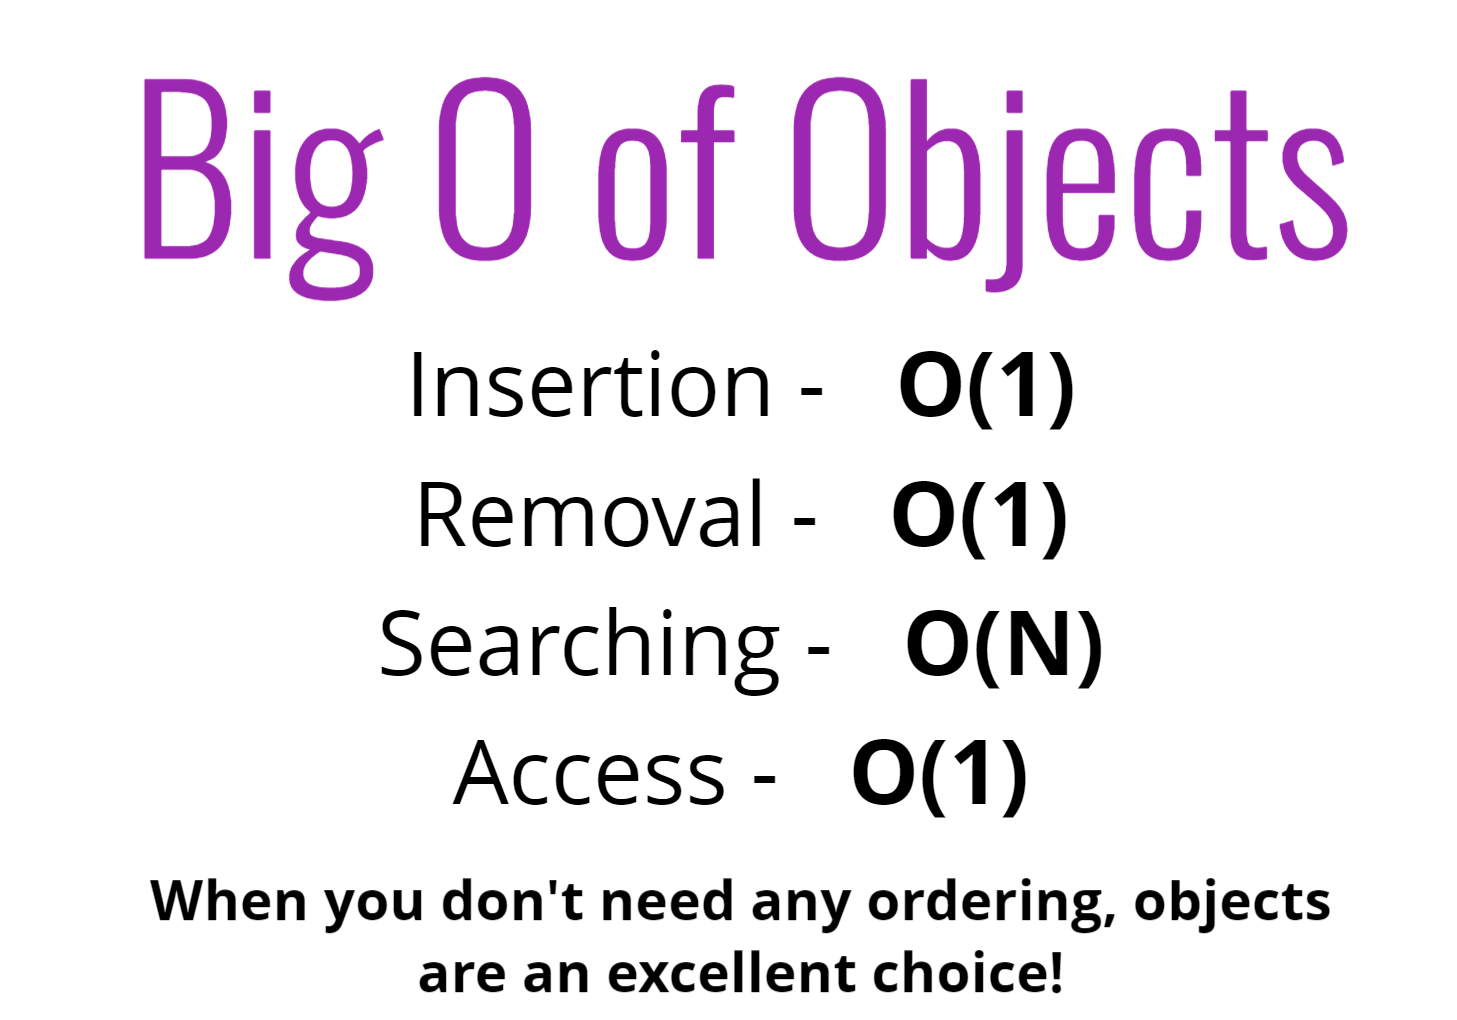 Big O of Objects
Insertion - O(1)
Removal - O(1)
Searching - O(N)
Access - O(1)
When you don't need any ordering, objects
are an excellent choice!